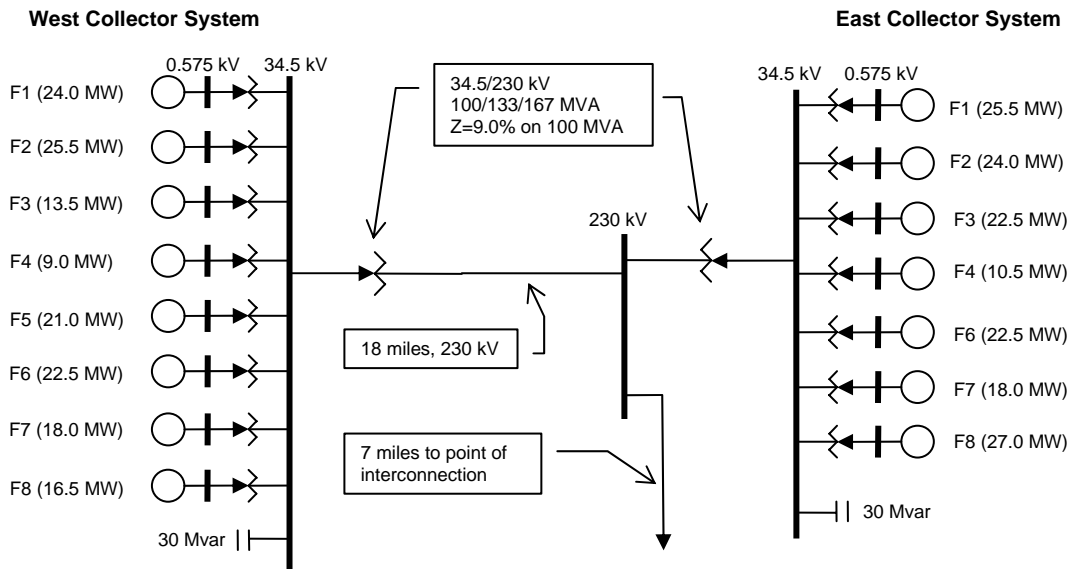 West Collector System
East Collector System
0.575 kV
34.5 kV
F1 (24.0 MW)
F2 (25.5 MW)
F3 (13.5 MW)
F4 (9.0 MW)
F5 (21.0 MW)
F6 (22.5 MW)
F7 (18.0 MW)
F8 (16.5 MW)
30 Mvar
34.5/230 kV
100/133/167 MVA
Z=9.0% on 100 MVA
230 kV
18 miles, 230 kV
7 miles to point of
interconnection
34.5 kV
0.575 kV
F1 (25.5 MW)
F2 (24.0 MW)
F3 (22.5 MW)
F4 (10.5 MW)
F6 (22.5 MW)
F7 (18.0 MW)
F8 (27.0 MW)
30 Mvar